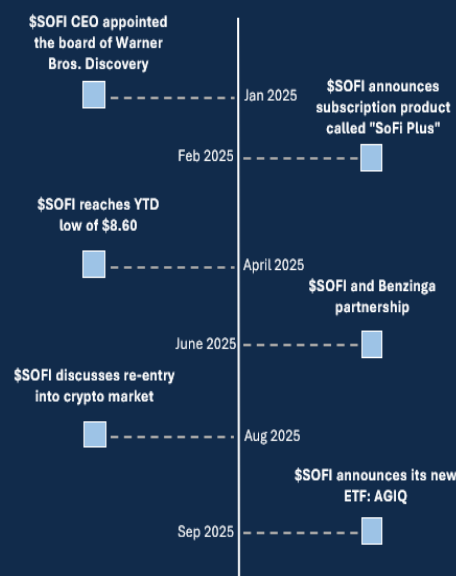 $SOFI CEO appointed
the board of Warner
Bros. Discovery
Jan 2025
$SOFI announces
subscription product
called "SoFi Plus"
Feb 2025
$SOFI reaches YTD
low of $8.60
April 2025
$SOFI and Benzinga
partnership
June 2025
$SOFI discusses re-entry
into crypto market
Aug 2025
$SOFI announces its new
ETF: AGIQ
Sep 2025